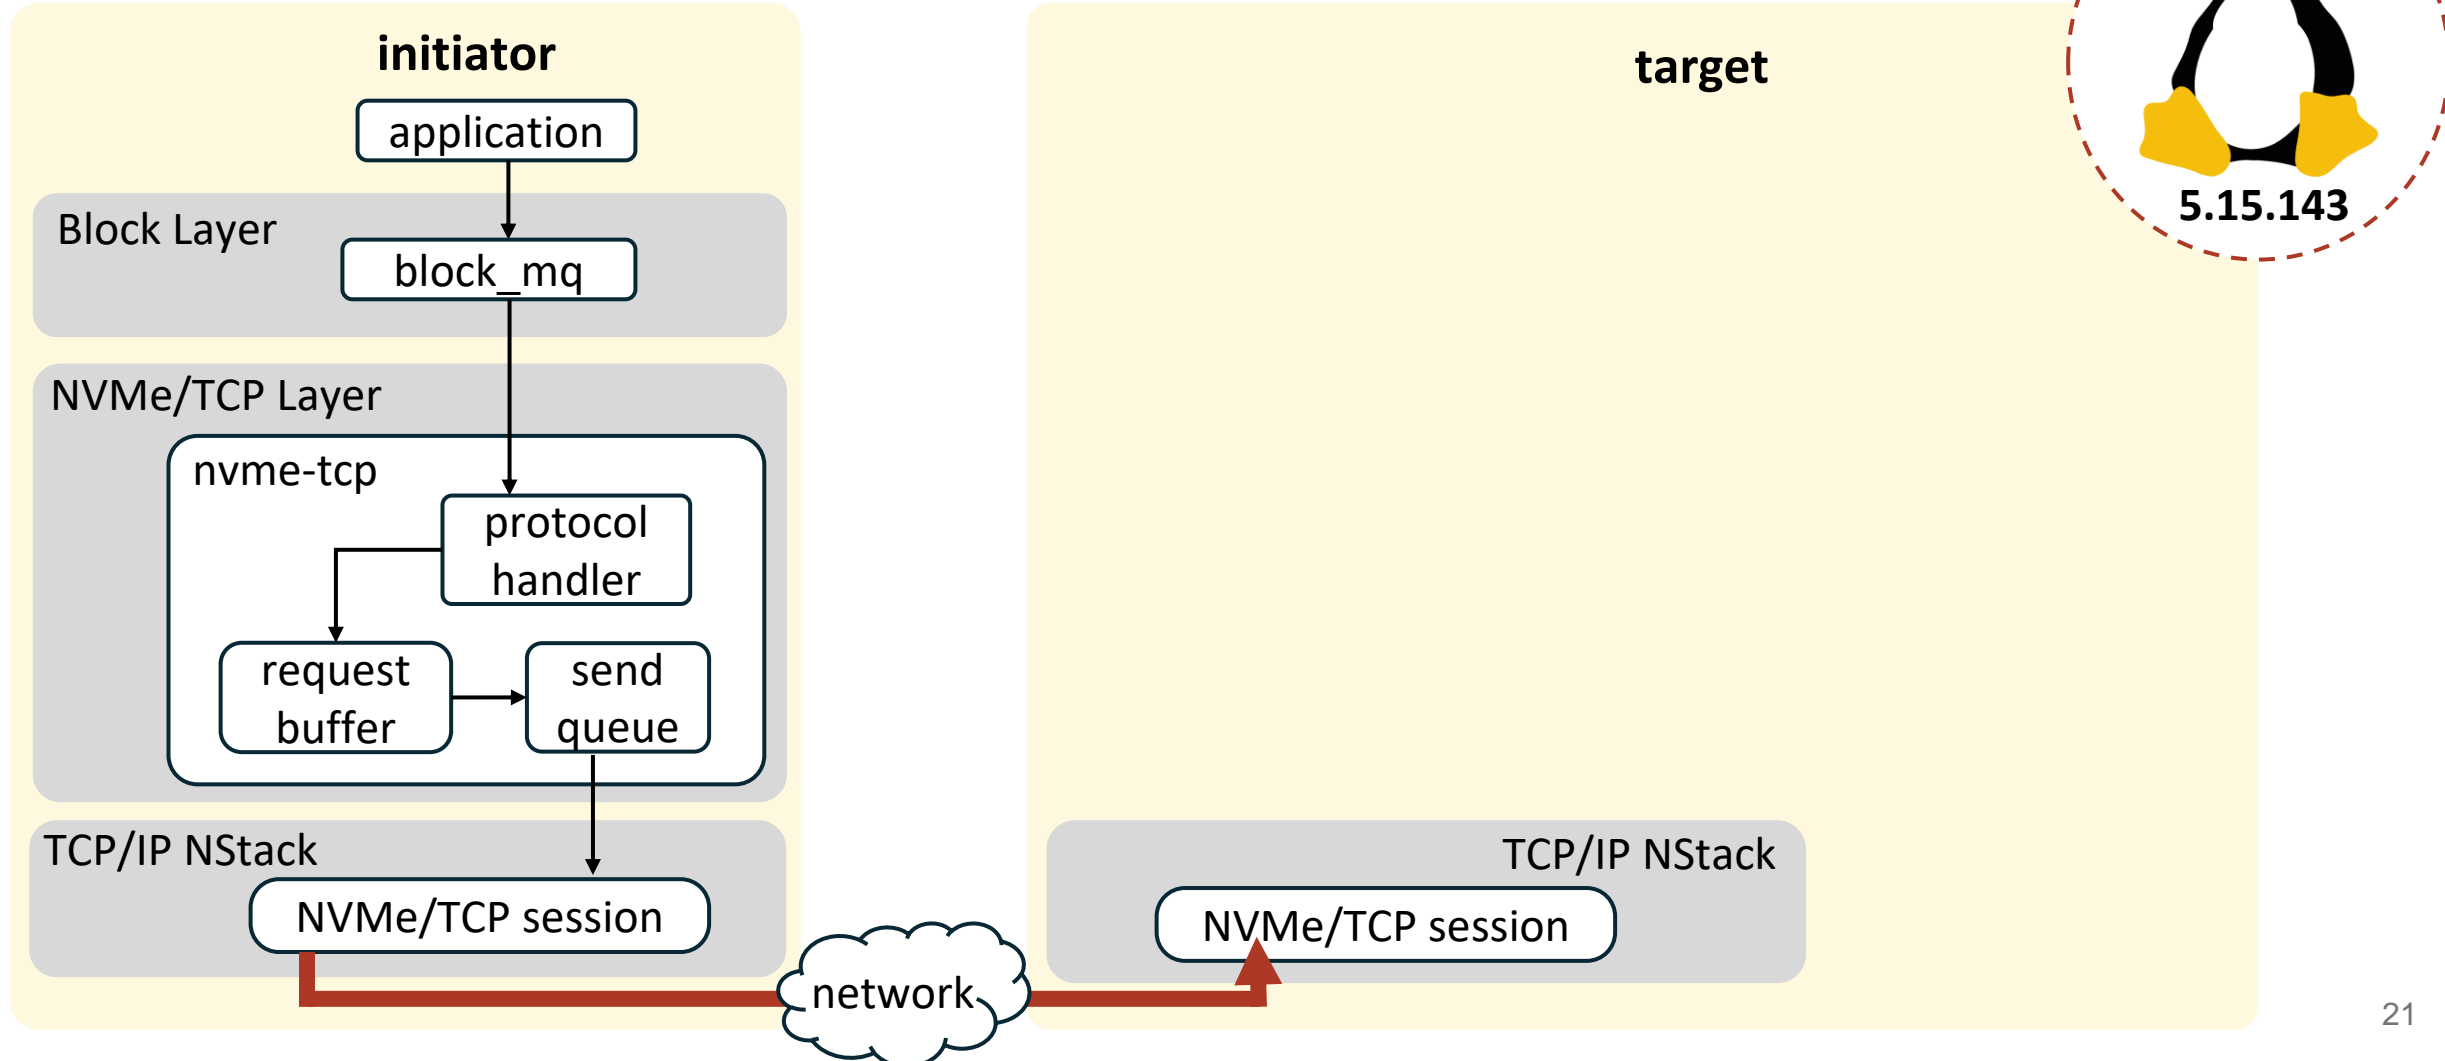 initiator
application
Block Layer
block_mq
NVMe/TCP Layer
nvme-tcp
protocol
handler
request
buffer
send
queue
TCP/IP NStack
NVMe/TCP session
network
target
5.15.143
TCP/IP NStack
NVMe/TCP session
21